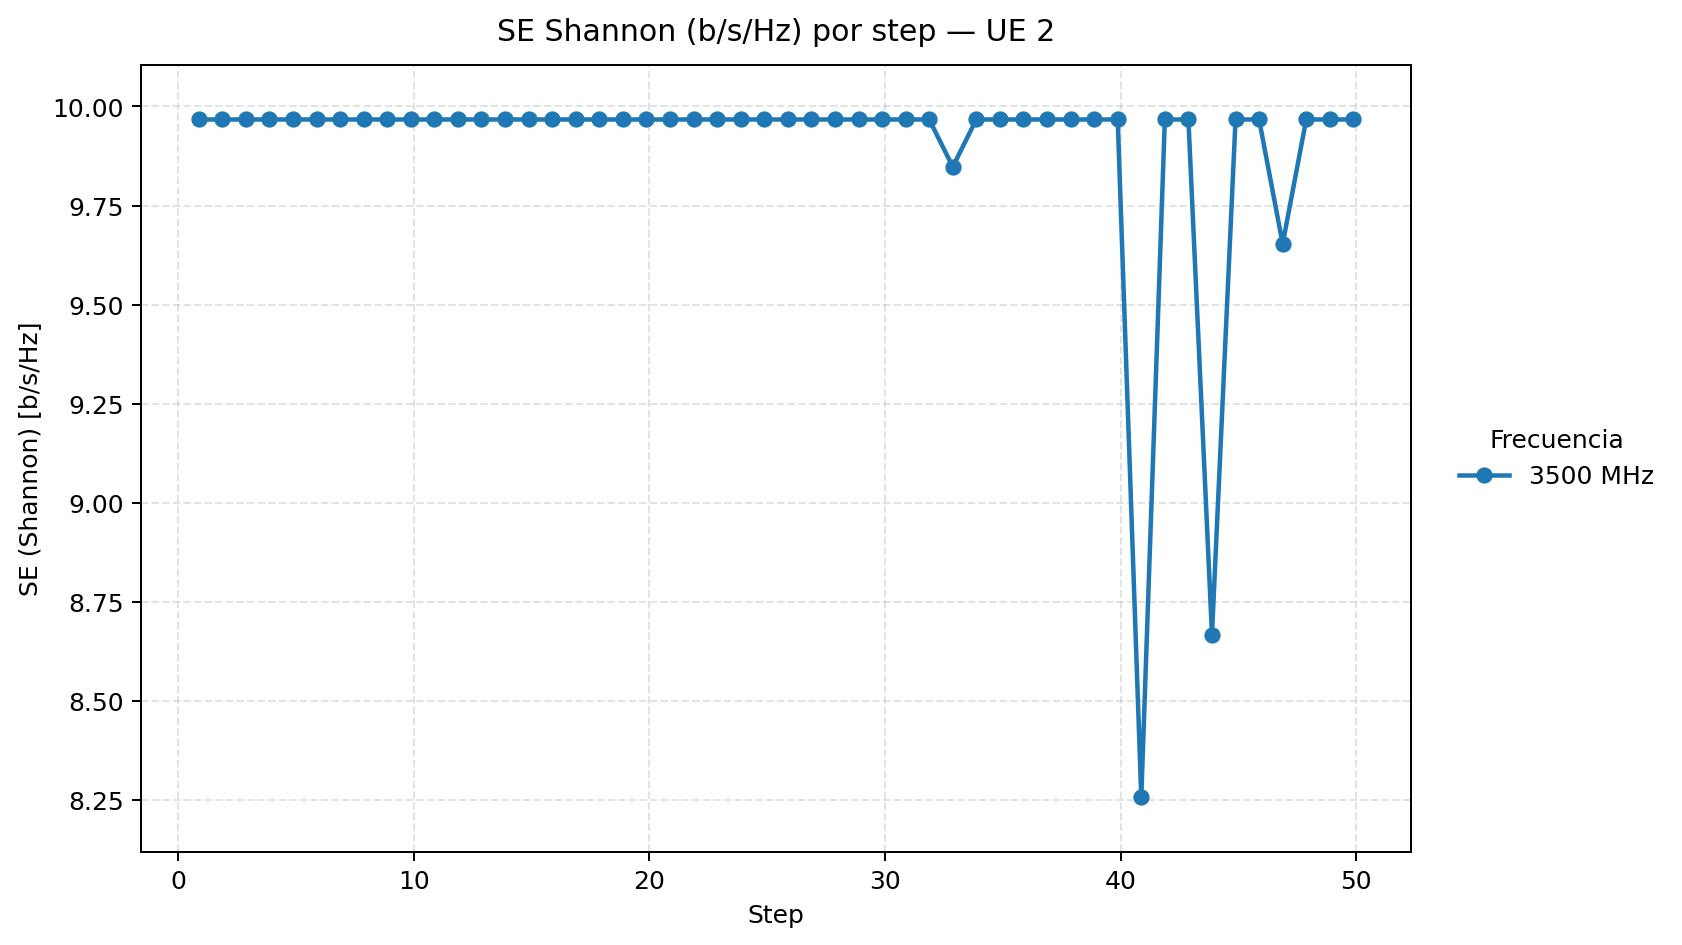 SE Shannon (b/s/Hz) por step — UE 2
SE (Shannon) [b/s/Hz]
10.00
9.75
9.50
9.25
9.00
8.75
8.50
8.25
0 10 20 30 40 50
Step
Frecuencia
3500 MHz